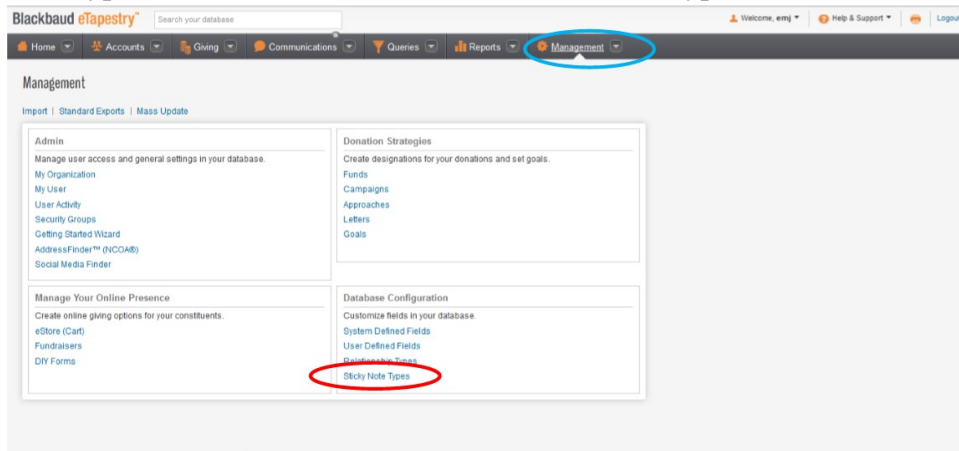 Blackbaud eTapestry™ Search your database Welcome, emj Help & Support Logout
Home Accounts Giving Communications Queries Reports Management
Management
Import | Standard Exports | Mass Update
Admin
Manage user access and general settings in your database.
My Organization
My User
User Activity
Security Groups
Getting Started Wizard
AddressFinder™ (NCOA®)
Social Media Finder
Donation Strategies
Create designations for your donations and set goals.
Funds
Campaigns
Approaches
Letters
Goals
Manage Your Online Presence
Create online giving options for your constituents.
eStore (Cart)
Fundraisers
DIY Forms
Database Configuration
Customize fields in your database.
System Defined Fields
User Defined Fields
Relationship Types
Sticky Note Types